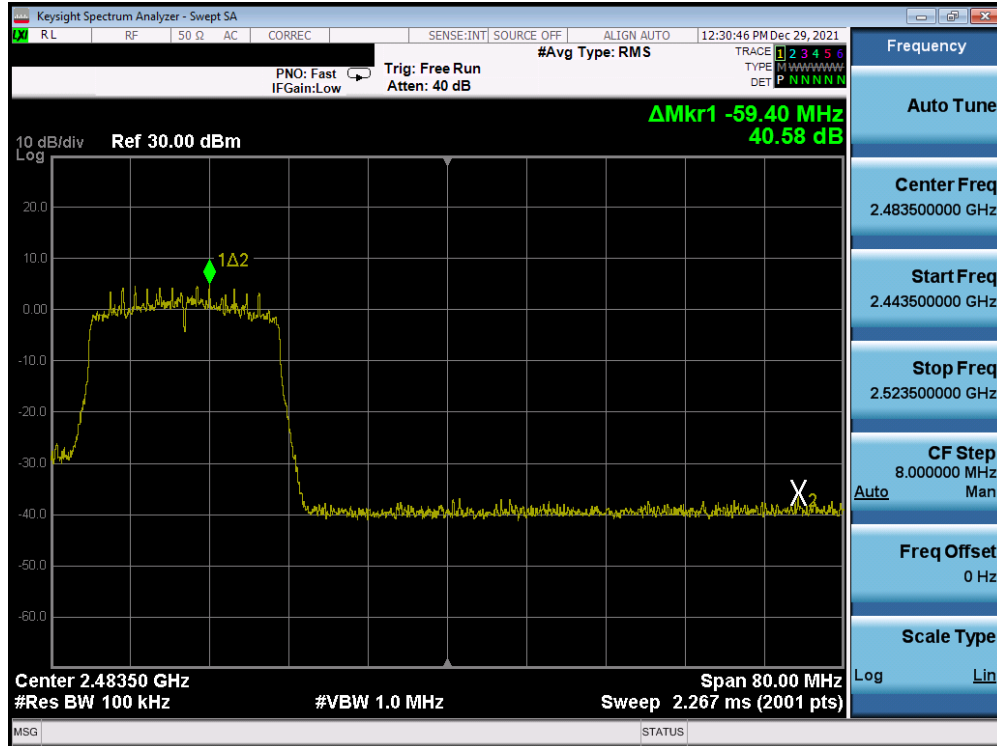 Keysight Spectrum Analyzer - Swept SA
LXI RL RF 50 Ω AC CORREC SENSE:INT SOURCE OFF ALIGN AUTO 12:30:46 PM Dec 29, 2021
#Avg Type: RMS
TRACE 1 2 3 4 5 6
PNO: Fast Trig: Free Run
TYPE M WWWWW
IFGain:Low Atten: 40 dB
DET P N N N N N
ΔMkr1 -59.40 MHz
40.58 dB
10 dB/div Ref 30.00 dBm
Log
20.0
10.0
1Δ2
0.00
-10.0
-20.0
-30.0
X2
-40.0
-50.0
-60.0
Center 2.48350 GHz Span 80.00 MHz
#Res BW 100 kHz #VBW 1.0 MHz Sweep 2.267 ms (2001 pts)
MSG STATUS
Frequency
Auto Tune
Center Freq
2.483500000 GHz
Start Freq
2.443500000 GHz
Stop Freq
2.523500000 GHz
CF Step
8.000000 MHz
Auto Man
Freq Offset
0 Hz
Scale Type
Log Lin